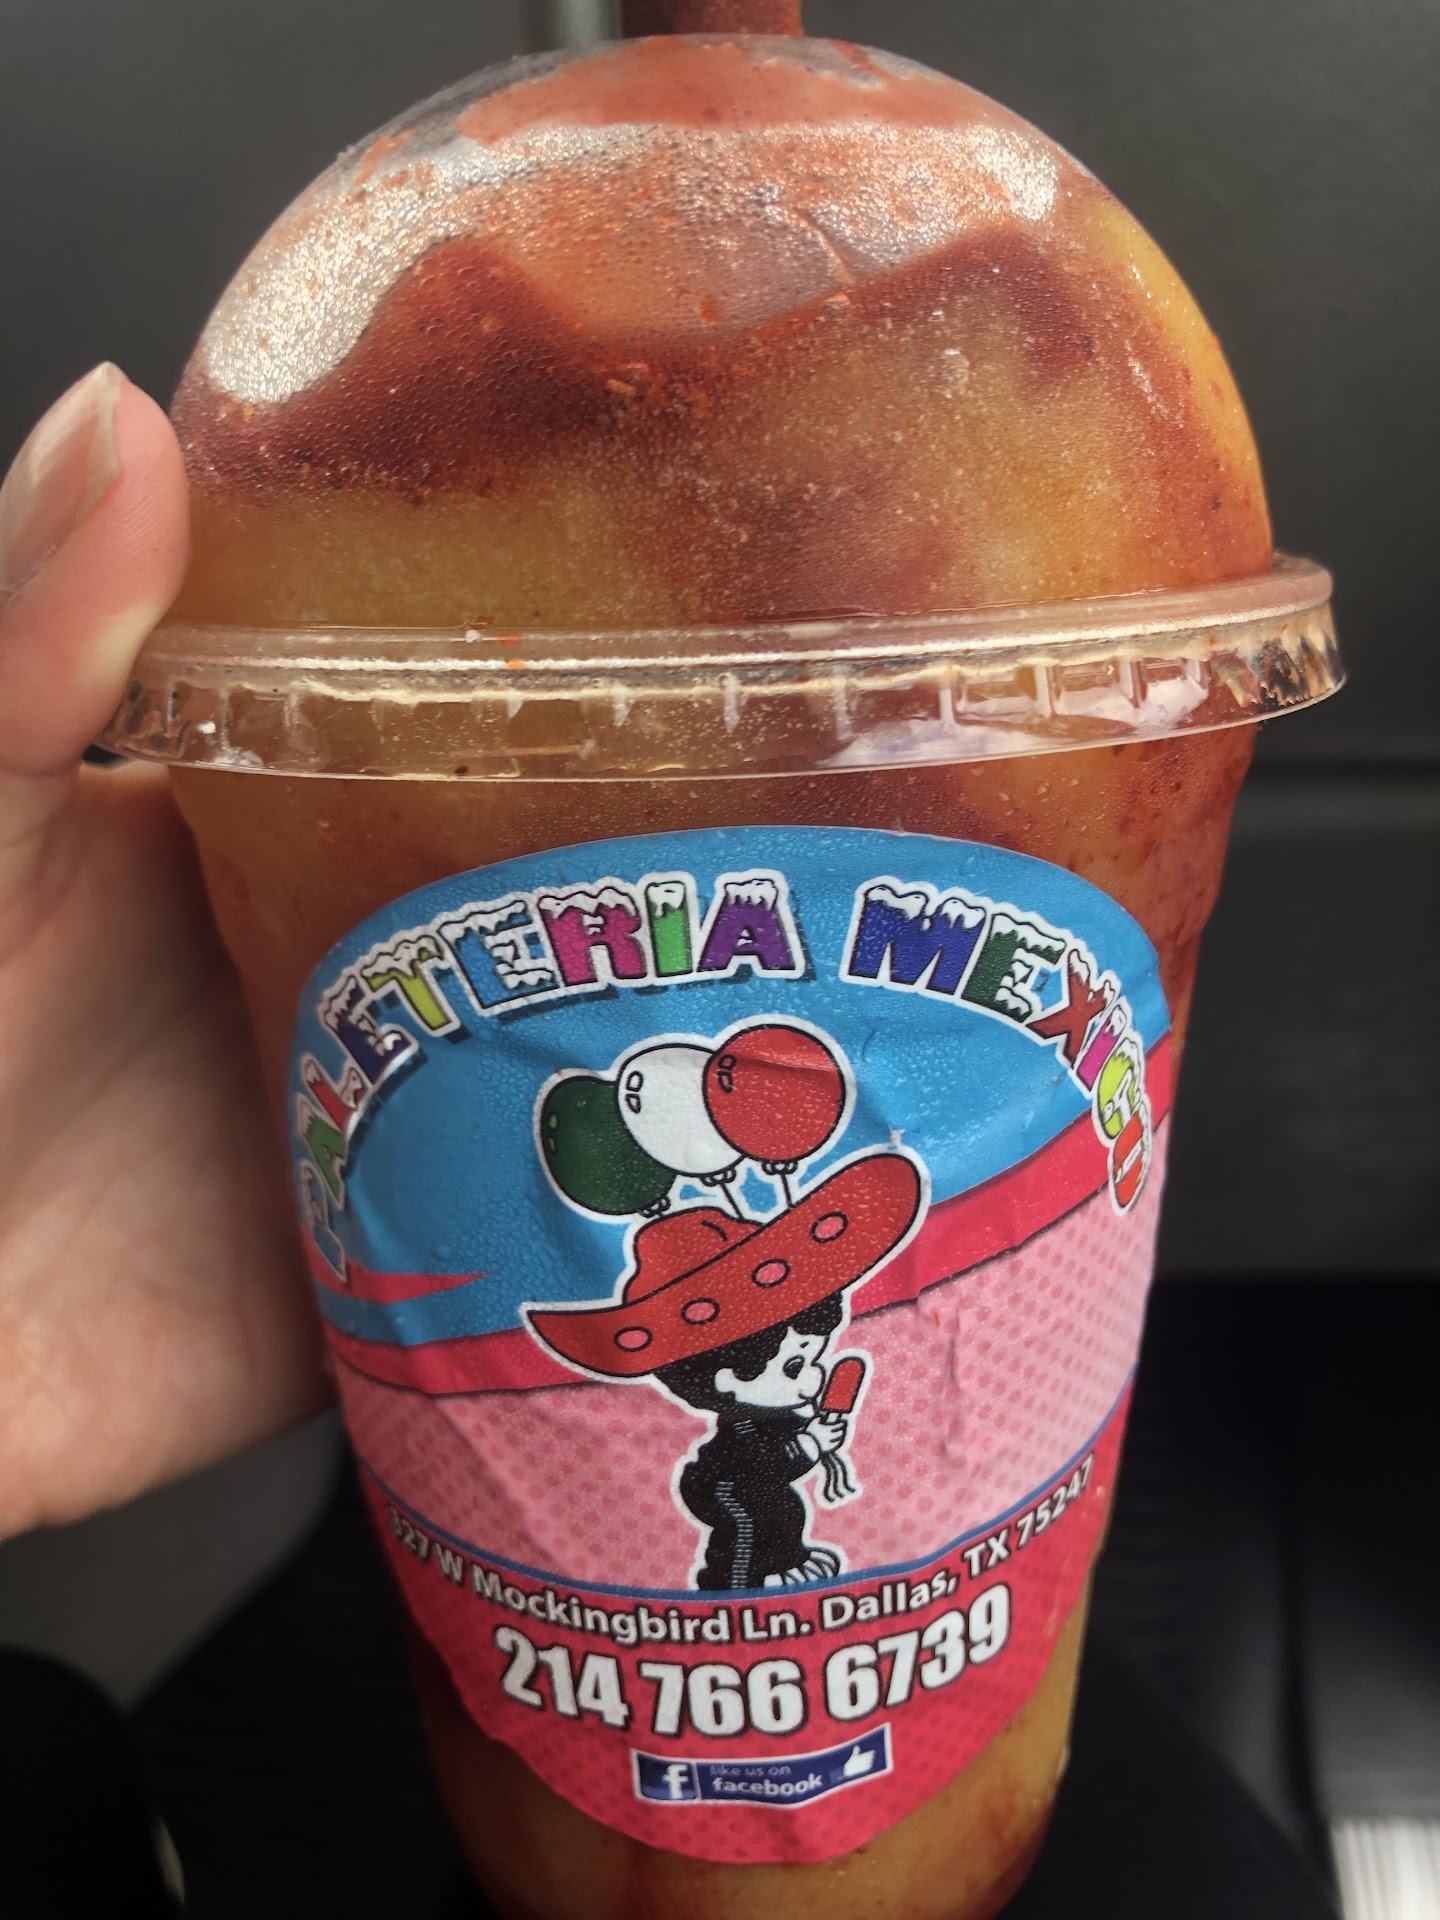 PALETERIA MEXICO
327 W Mockingbird Ln. Dallas, TX 75247
214 766 6739
f like us on
facebook